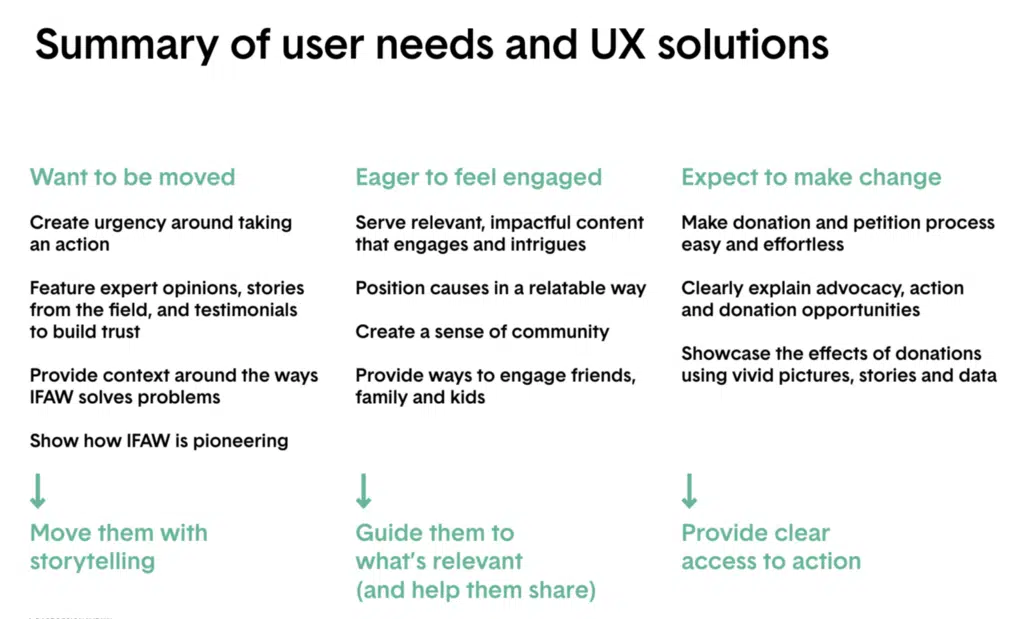 Summary of user needs and UX solutions
Want to be moved
Create urgency around taking
an action
Feature expert opinions, stories
from the field, and testimonials
to build trust
Provide context around the ways
IFAW solves problems
Show how IFAW is pioneering
↓
Move them with
storytelling
Eager to feel engaged
Serve relevant, impactful content
that engages and intrigues
Position causes in a relatable way
Create a sense of community
Provide ways to engage friends,
family and kids
↓
Guide them to
what's relevant
(and help them share)
Expect to make change
Make donation and petition process
easy and effortless
Clearly explain advocacy, action
and donation opportunities
Showcase the effects of donations
using vivid pictures, stories and data
↓
Provide clear
access to action